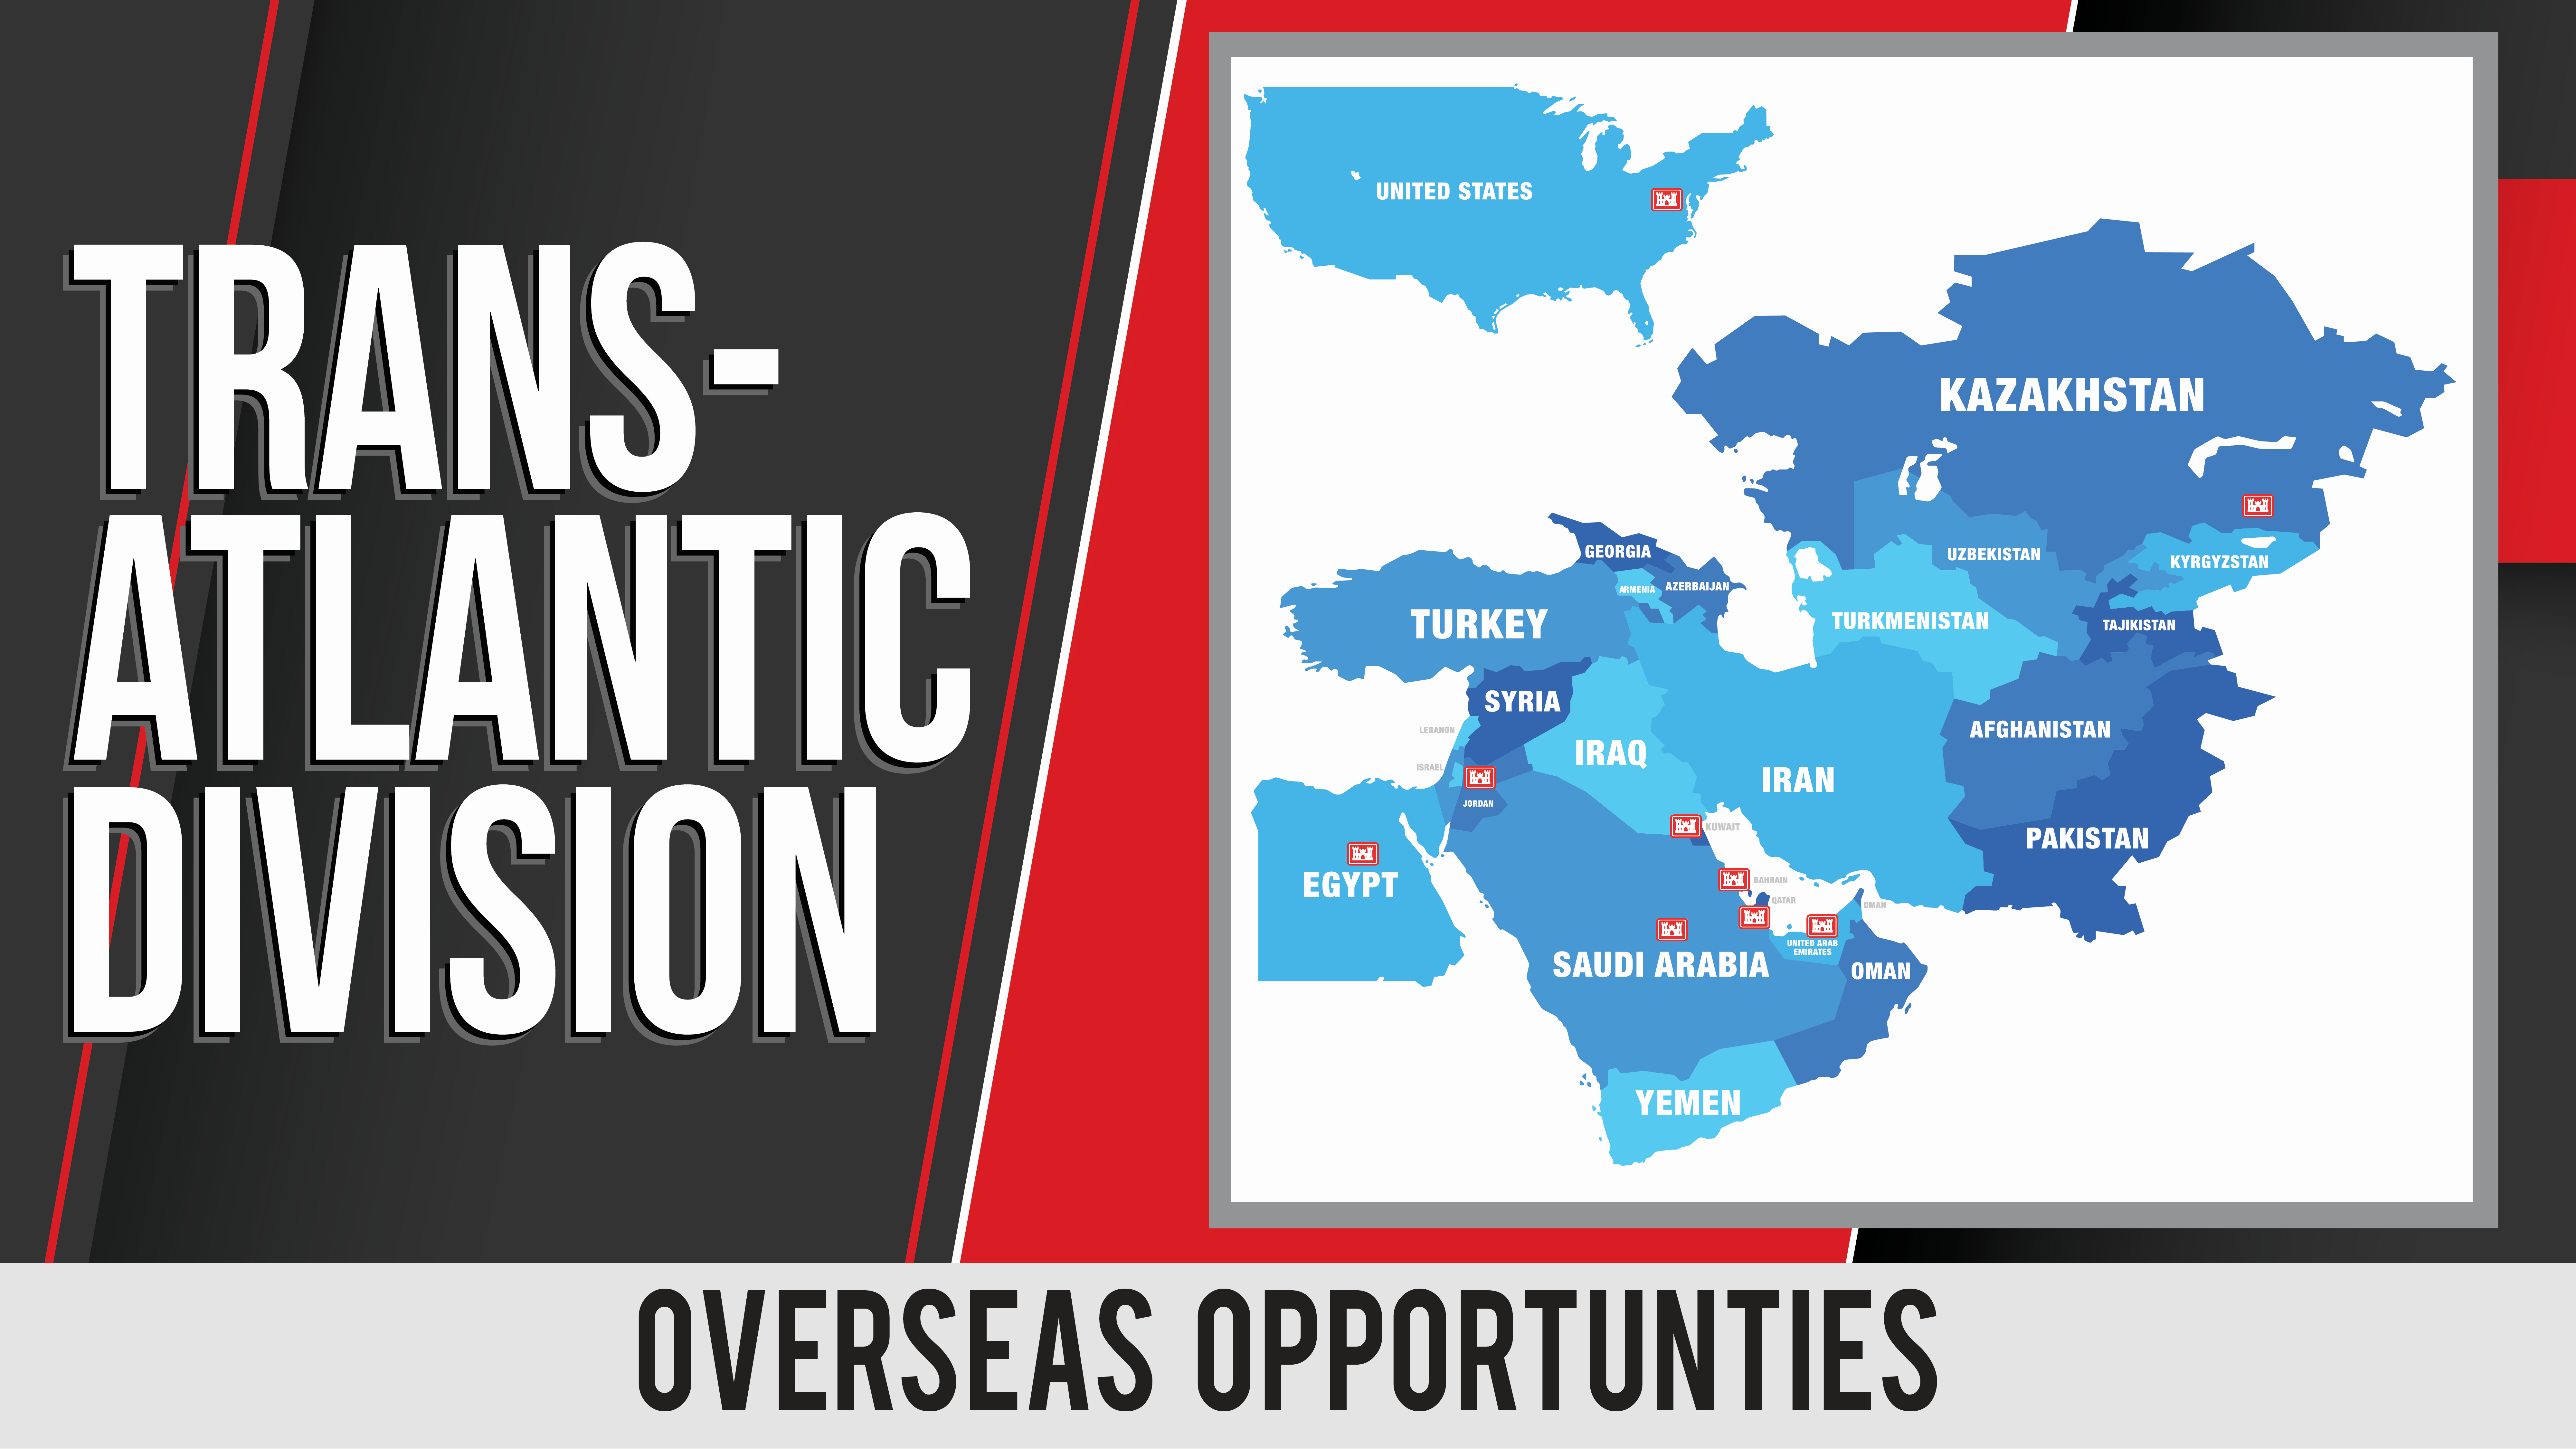 TRANS-
ATLANTIC
DIVISION
UNITED STATES
KAZAKHSTAN
GEORGIA
UZBEKISTAN
KYRGYZSTAN
ARMENIA
AZERBAIJAN
TURKEY
TURKMENISTAN
TAJIKISTAN
SYRIA
LEBANON
AFGHANISTAN
IRAQ
ISRAEL
IRAN
JORDAN
KUWAIT
PAKISTAN
EGYPT
BAHRAIN
QATAR
OMAN
UNITED ARAB
EMIRATES
SAUDI ARABIA
OMAN
YEMEN
OVERSEAS OPPORTUNTIES